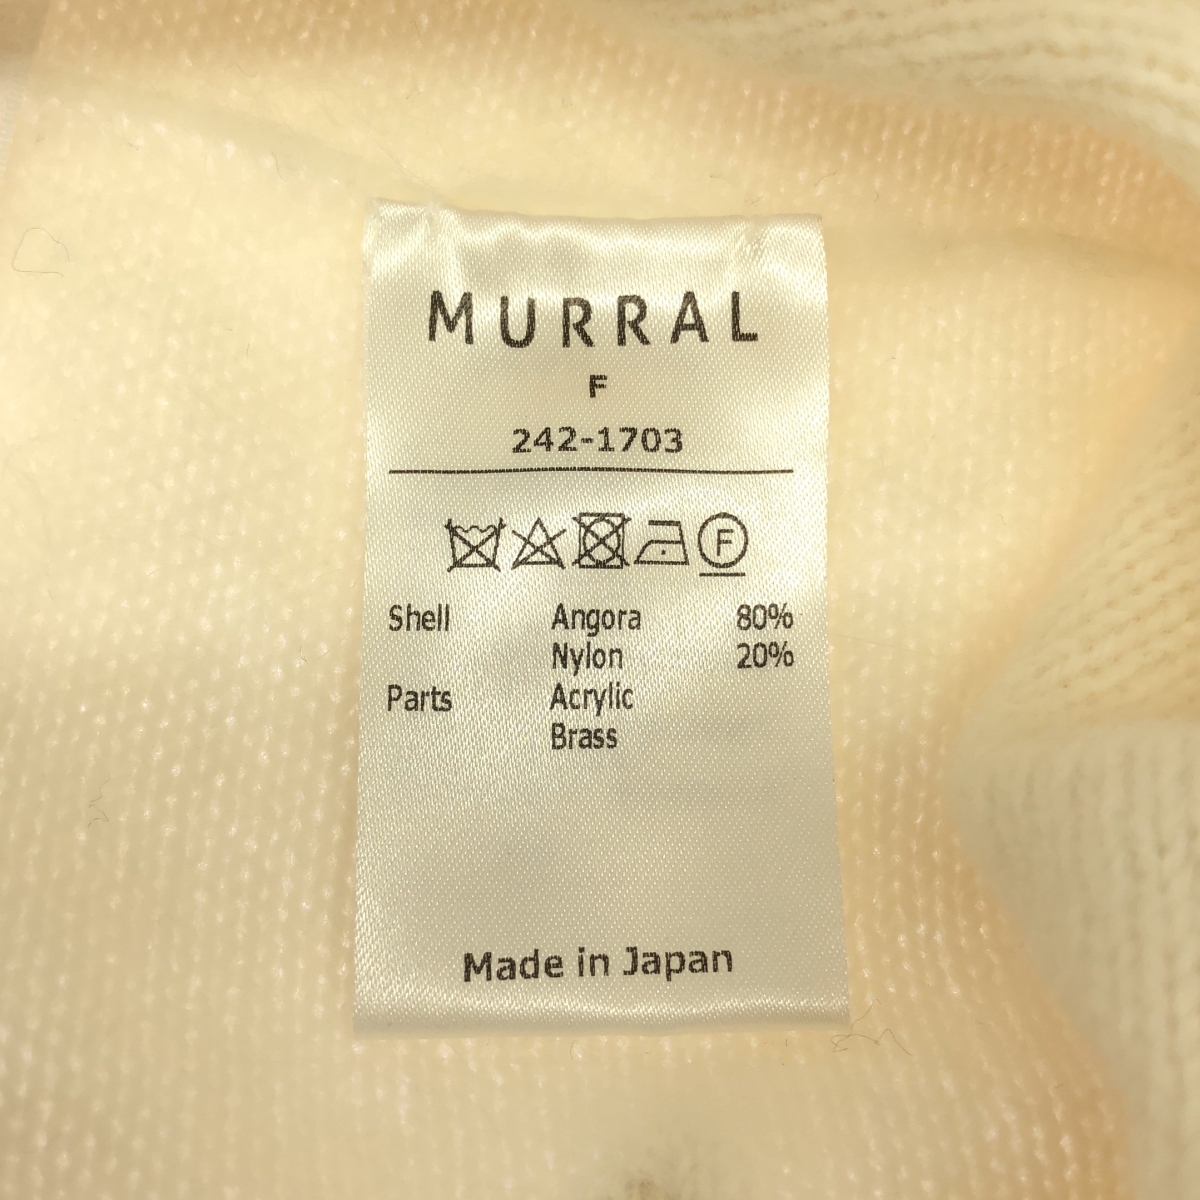 MURRAL
F
242-1703
F
Shell Angora 80%
Nylon 20%
Parts Acrylic
Brass
Made in Japan